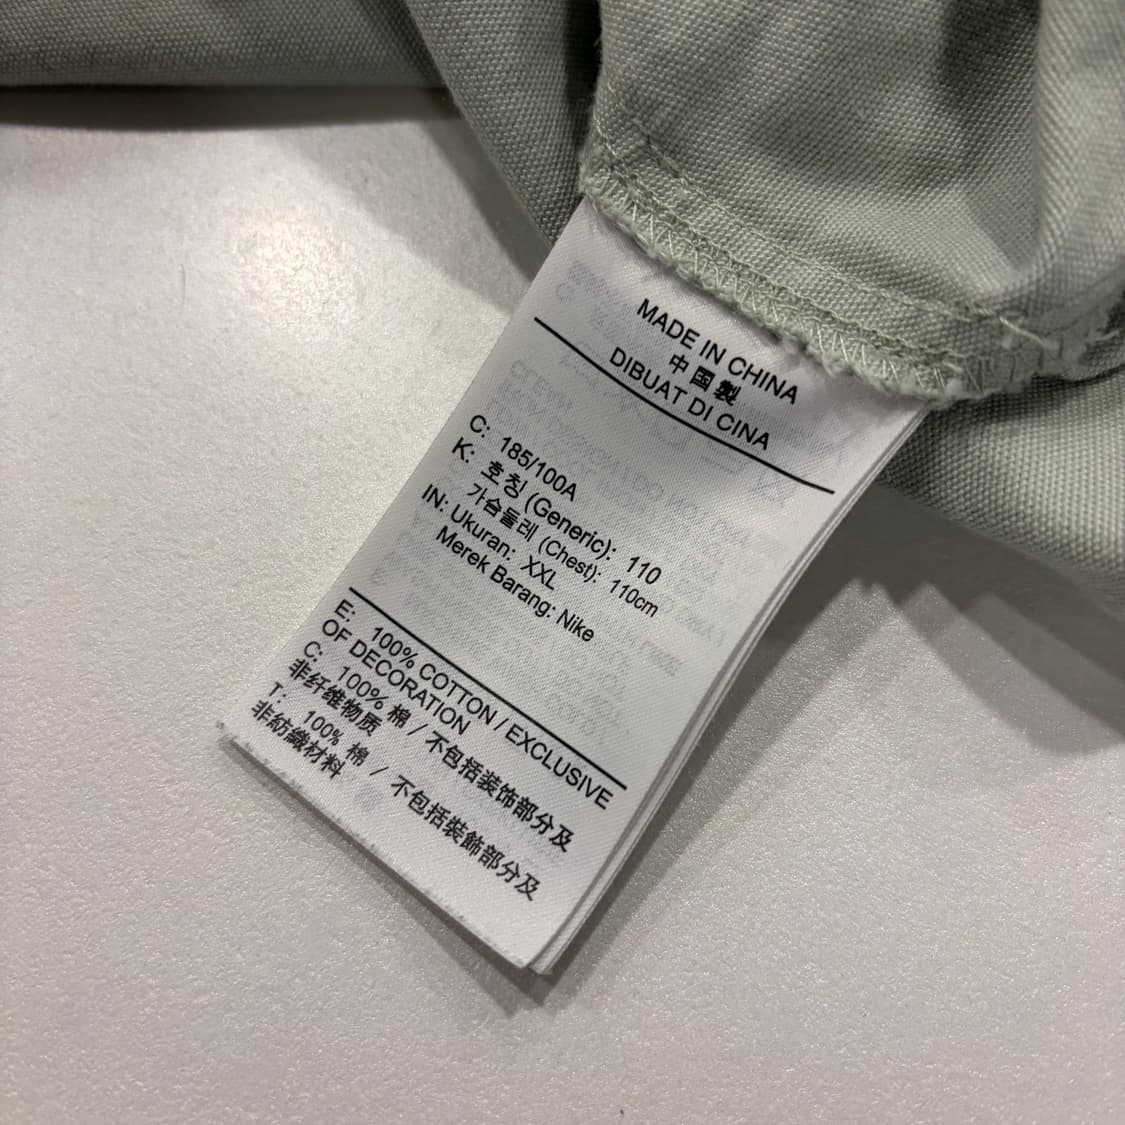 MADE IN CHINA
中国製
DIBUAT DI CINA
C: 185/100A
K: 호칭 (Generic): 110
가슴둘레 (Chest): 110cm
IN: Ukuran: XXL
Merek Barang: Nike
E: 100% COTTON / EXCLUSIVE
OF DECORATION
C: 100% 棉 / 不包括装饰部分及
非纤维物质
T: 100% 棉 / 不包括裝飾部分及
非紡織材料